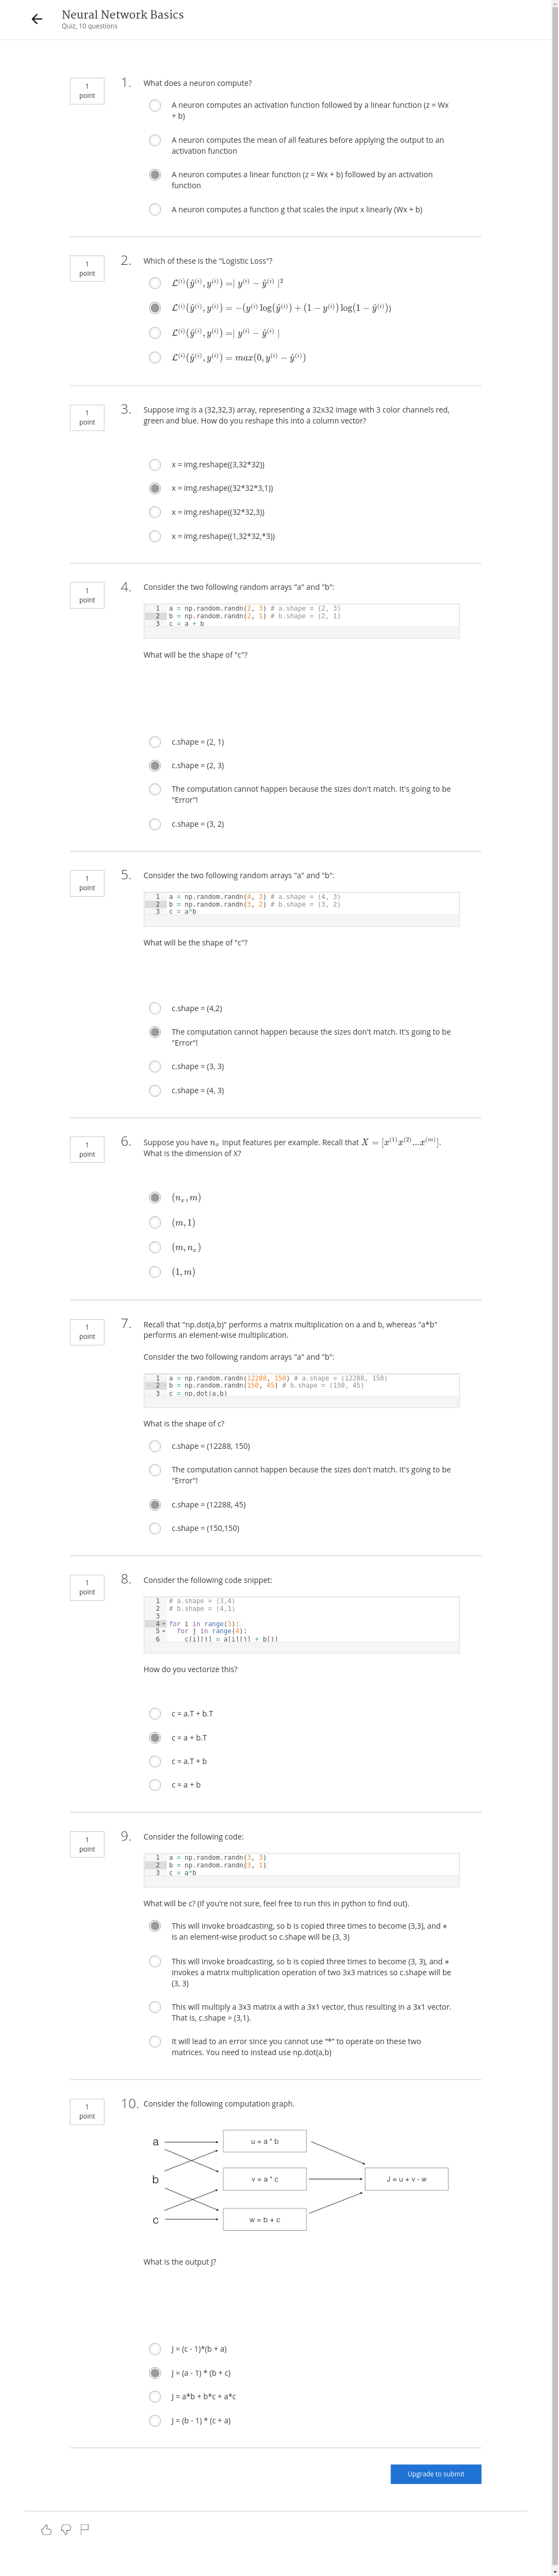 Neural Network Basics
Quiz, 10 questions
1
point
1.
What does a neuron compute?
A neuron computes an activation function followed by a linear function (z = Wx
+ b)
A neuron computes the mean of all features before applying the output to an
activation function
A neuron computes a linear function (z = Wx + b) followed by an activation
function
A neuron computes a function g that scales the input x linearly (Wx + b)
1
point
2.
Which of these is the "Logistic Loss"?
ℒ^(i)(ŷ^(i), y^(i)) =| y^(i) − ŷ^(i) |²
ℒ^(i)(ŷ^(i), y^(i)) = −(y^(i) log(ŷ^(i)) + (1 − y^(i)) log(1 − ŷ^(i)))
ℒ^(i)(ŷ^(i), y^(i)) =| y^(i) − ŷ^(i) |
ℒ^(i)(ŷ^(i), y^(i)) = max(0, y^(i) − ŷ^(i))
1
point
3.
Suppose img is a (32,32,3) array, representing a 32x32 image with 3 color channels red,
green and blue. How do you reshape this into a column vector?
x = img.reshape((3,32*32))
x = img.reshape((32*32*3,1))
x = img.reshape((32*32,3))
x = img.reshape((1,32*32,*3))
1
point
4.
Consider the two following random arrays "a" and "b":
1 a = np.random.randn(2, 3) # a.shape = (2, 3)
2 b = np.random.randn(2, 1) # b.shape = (2, 1)
3 c = a + b
What will be the shape of "c"?
c.shape = (2, 1)
c.shape = (2, 3)
The computation cannot happen because the sizes don't match. It's going to be
"Error"!
c.shape = (3, 2)
1
point
5.
Consider the two following random arrays "a" and "b":
1 a = np.random.randn(4, 3) # a.shape = (4, 3)
2 b = np.random.randn(3, 2) # b.shape = (3, 2)
3 c = a*b
What will be the shape of "c"?
c.shape = (4,2)
The computation cannot happen because the sizes don't match. It's going to be
"Error"!
c.shape = (3, 3)
c.shape = (4, 3)
1
point
6.
Suppose you have n_x input features per example. Recall that X = [x^(1) x^(2) ... x^(m)].
What is the dimension of X?
(n_x, m)
(m, 1)
(m, n_x)
(1, m)
1
point
7.
Recall that "np.dot(a,b)" performs a matrix multiplication on a and b, whereas "a*b"
performs an element-wise multiplication.
Consider the two following random arrays "a" and "b":
1 a = np.random.randn(12288, 150) # a.shape = (12288, 150)
2 b = np.random.randn(150, 45) # b.shape = (150, 45)
3 c = np.dot(a,b)
What is the shape of c?
c.shape = (12288, 150)
The computation cannot happen because the sizes don't match. It's going to be
"Error"!
c.shape = (12288, 45)
c.shape = (150,150)
1
point
8.
Consider the following code snippet:
1 # a.shape = (3,4)
2 # b.shape = (4,1)
3
4 for i in range(3):
5 for j in range(4):
6 c[i][j] = a[i][j] + b[j]
How do you vectorize this?
c = a.T + b.T
c = a + b.T
c = a.T + b
c = a + b
1
point
9.
Consider the following code:
1 a = np.random.randn(3, 3)
2 b = np.random.randn(3, 1)
3 c = a*b
What will be c? (If you're not sure, feel free to run this in python to find out).
This will invoke broadcasting, so b is copied three times to become (3,3), and ∗
is an element-wise product so c.shape will be (3, 3)
This will invoke broadcasting, so b is copied three times to become (3, 3), and ∗
invokes a matrix multiplication operation of two 3x3 matrices so c.shape will be
(3, 3)
This will multiply a 3x3 matrix a with a 3x1 vector, thus resulting in a 3x1 vector.
That is, c.shape = (3,1).
It will lead to an error since you cannot use "*" to operate on these two
matrices. You need to instead use np.dot(a,b)
1
point
10.
Consider the following computation graph.
a
u = a * b
b
v = a * c
J = u + v - w
c
w = b + c
What is the output J?
J = (c - 1)*(b + a)
J = (a - 1) * (b + c)
J = a*b + b*c + a*c
J = (b - 1) * (c + a)
Upgrade to submit